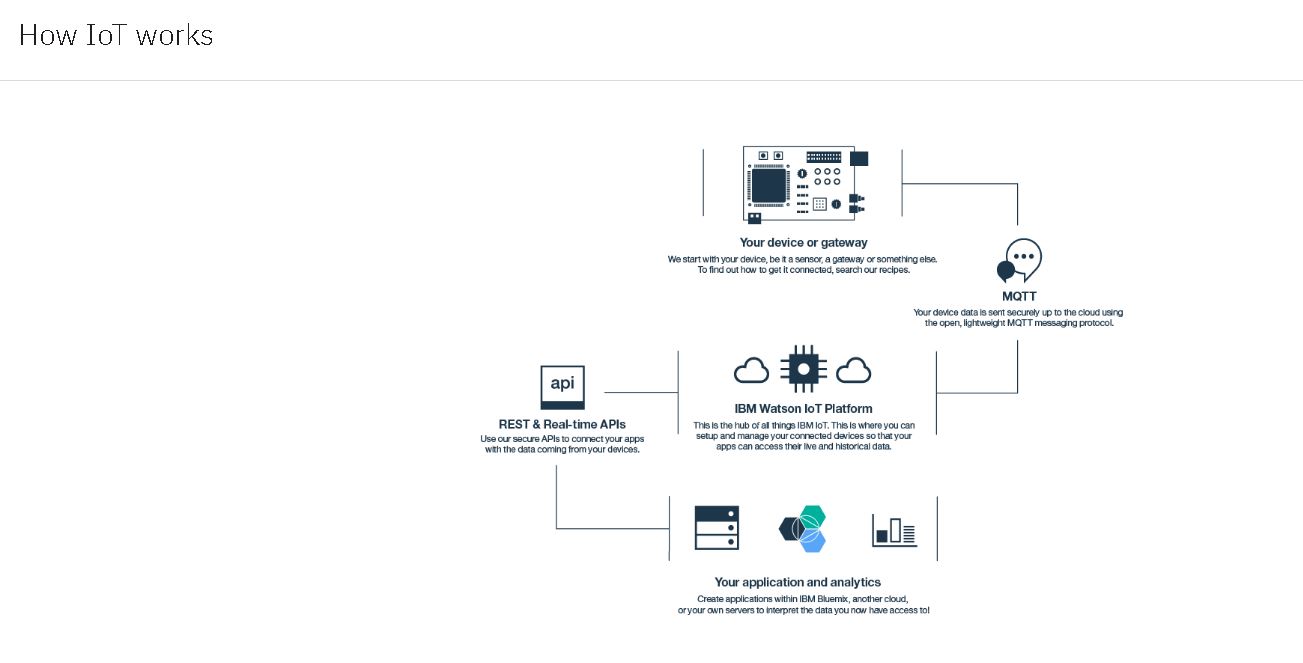 How IoT works
Your device or gateway
We start with your device, be it a sensor, a gateway or something else.
To find out how to get it connected, search our recipes.
MQTT
Your device data is sent securely up to the cloud using
the open, lightweight MQTT messaging protocol.
IBM Watson IoT Platform
This is the hub of all things IBM IoT. This is where you can
setup and manage your connected devices so that your
apps can access their live and historical data.
api
REST & Real-time APIs
Use our secure APIs to connect your apps
with the data coming from your devices.
Your application and analytics
Create applications within IBM Bluemix, another cloud,
or your own servers to interpret the data you now have access to!